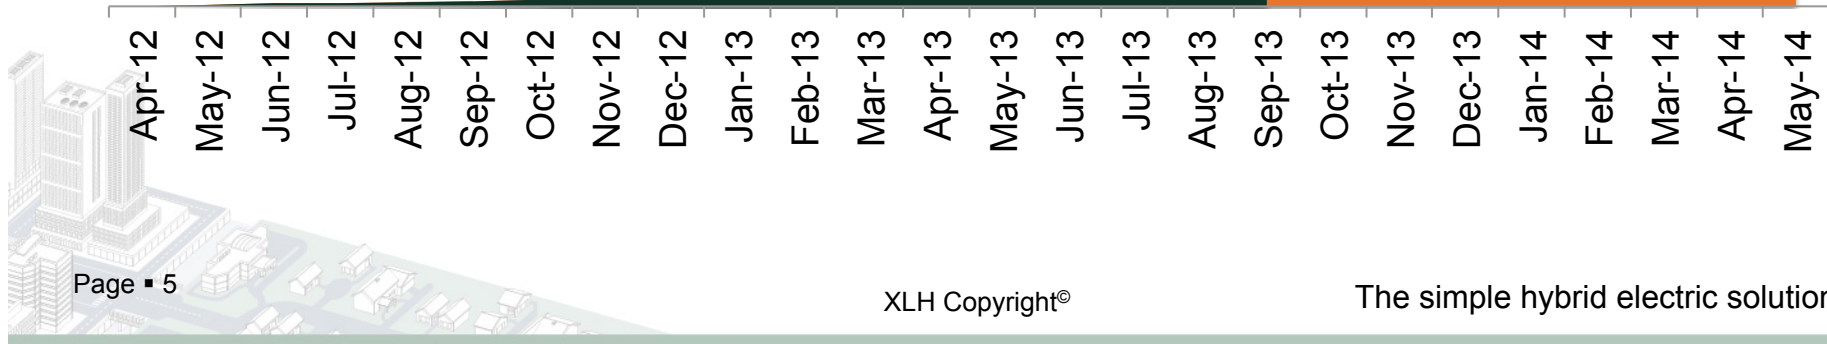 Apr-12
May-12
Jun-12
Jul-12
Aug-12
Sep-12
Oct-12
Nov-12
Dec-12
Jan-13
Feb-13
Mar-13
Apr-13
May-13
Jun-13
Jul-13
Aug-13
Sep-13
Oct-13
Nov-13
Dec-13
Jan-14
Feb-14
Mar-14
Apr-14
May-14
Page ▪ 5
XLH Copyright©
The simple hybrid electric solution